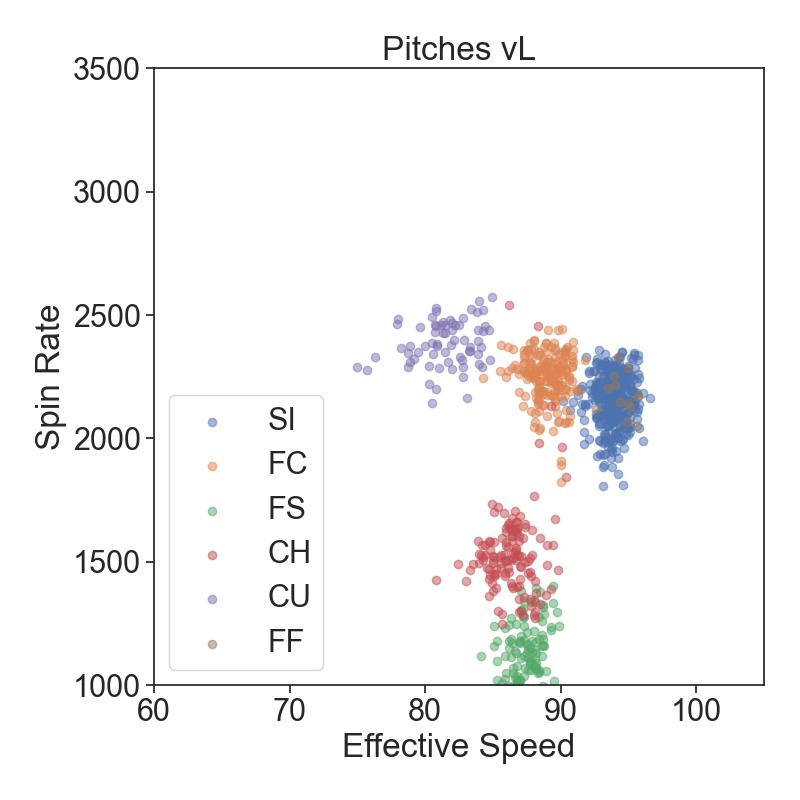 Pitches vL
3500
3000
2500
2000
1500
1000
Spin Rate
SI
FC
FS
CH
CU
FF
60 70 80 90 100
Effective Speed